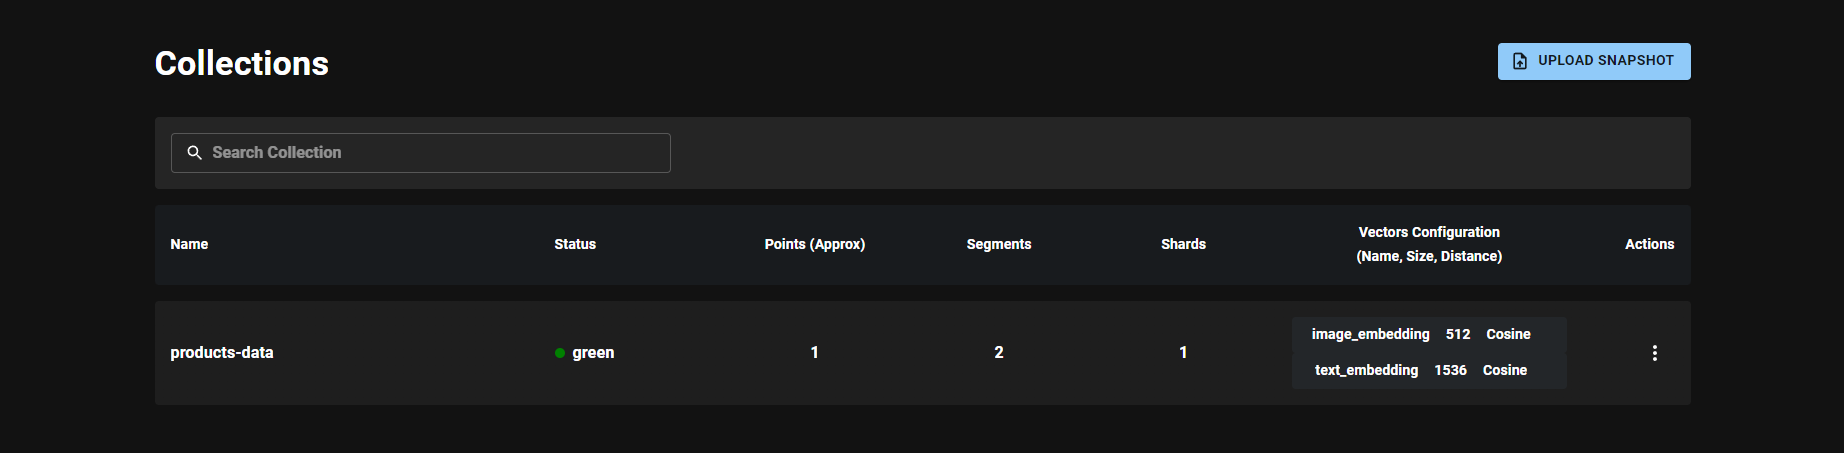 Collections
UPLOAD SNAPSHOT
Search Collection
Name Status Points (Approx) Segments Shards Vectors Configuration (Name, Size, Distance) Actions
products-data green 1 2 1
image_embedding 512 Cosine
text_embedding 1536 Cosine